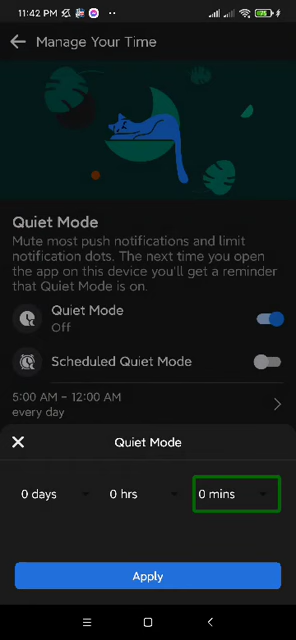 11:42 PM
Manage Your Time
Quiet Mode
Mute most push notifications and limit
notification dots. The next time you open
the app on this device you'll get a reminder
that Quiet Mode is on.
Quiet Mode
Off
Scheduled Quiet Mode
5:00 AM – 12:00 AM
every day
Quiet Mode
0 days 0 hrs 0 mins
Apply